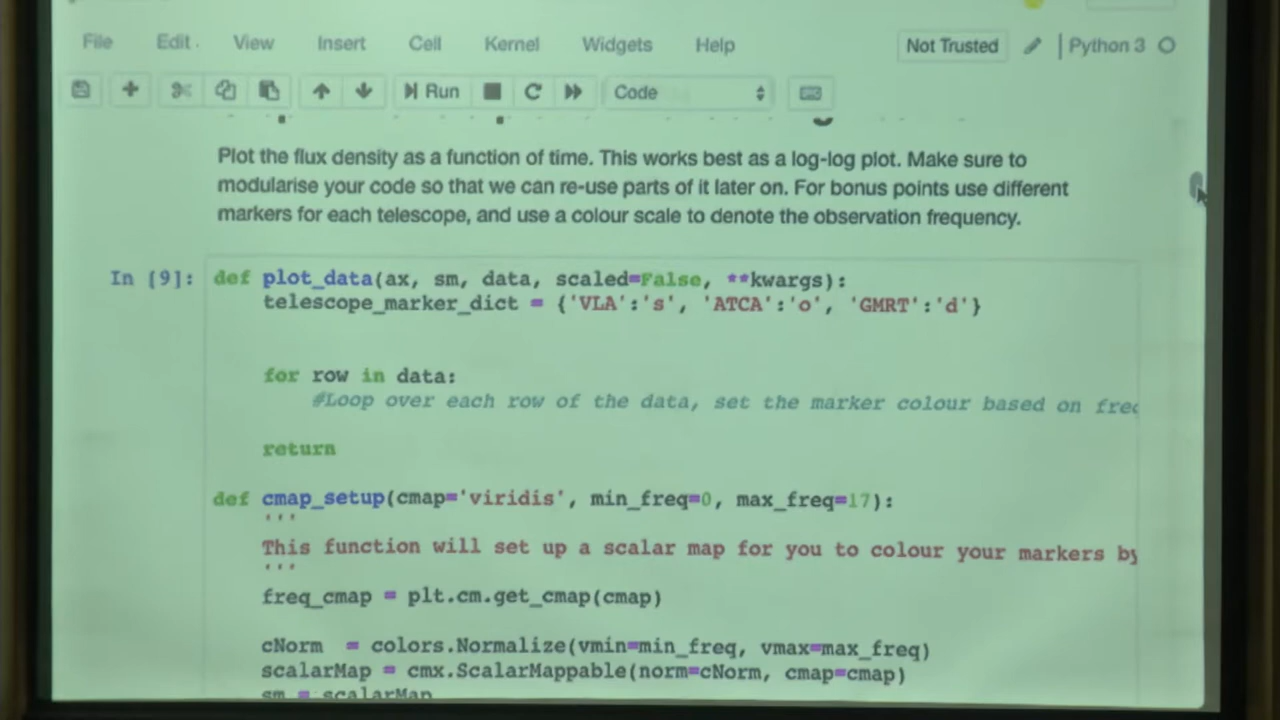 File Edit View Insert Cell Kernel Widgets Help Not Trusted Python 3
Run Code
Plot the flux density as a function of time. This works best as a log-log plot. Make sure to
modularise your code so that we can re-use parts of it later on. For bonus points use different
markers for each telescope, and use a colour scale to denote the observation frequency.
In [9]: def plot_data(ax, sm, data, scaled=False, **kwargs):
telescope_marker_dict = {'VLA':'s', 'ATCA':'o', 'GMRT':'d'}
for row in data:
#Loop over each row of the data, set the marker colour based on
return
def cmap_setup(cmap='viridis', min_freq=0, max_freq=17):
'''
This function will set up a scalar map for you to colour your markers by
'''
freq_cmap = plt.cm.get_cmap(cmap)
cNorm = colors.Normalize(vmin=min_freq, vmax=max_freq)
scalarMap = cmx.ScalarMappable(norm=cNorm, cmap=cmap)
sm = scalarMap